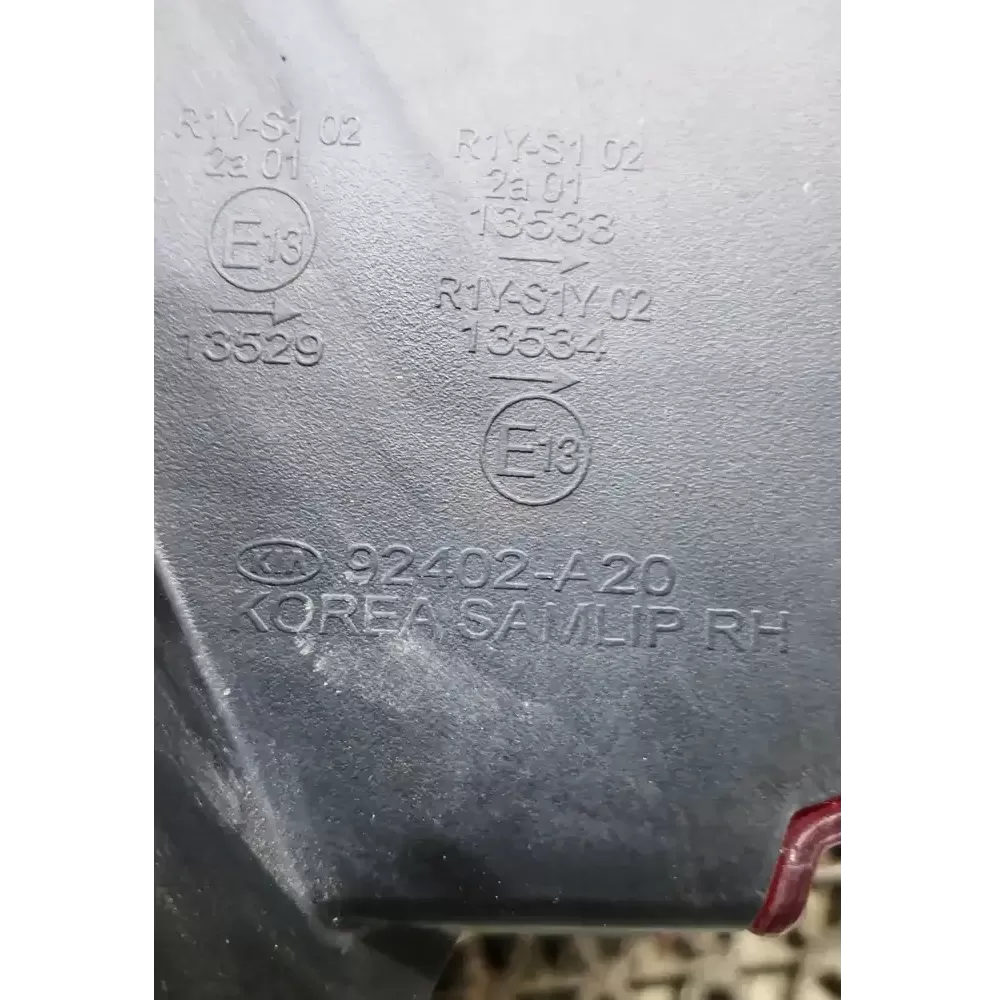 R1Y-S1 02
2a 01
E13
→
13529
R1Y-S1 02
2a 01
13533
→
R1Y-S1Y 02
13534
→
E13
KIA 92402-A20
KOREA SAMLIP RH